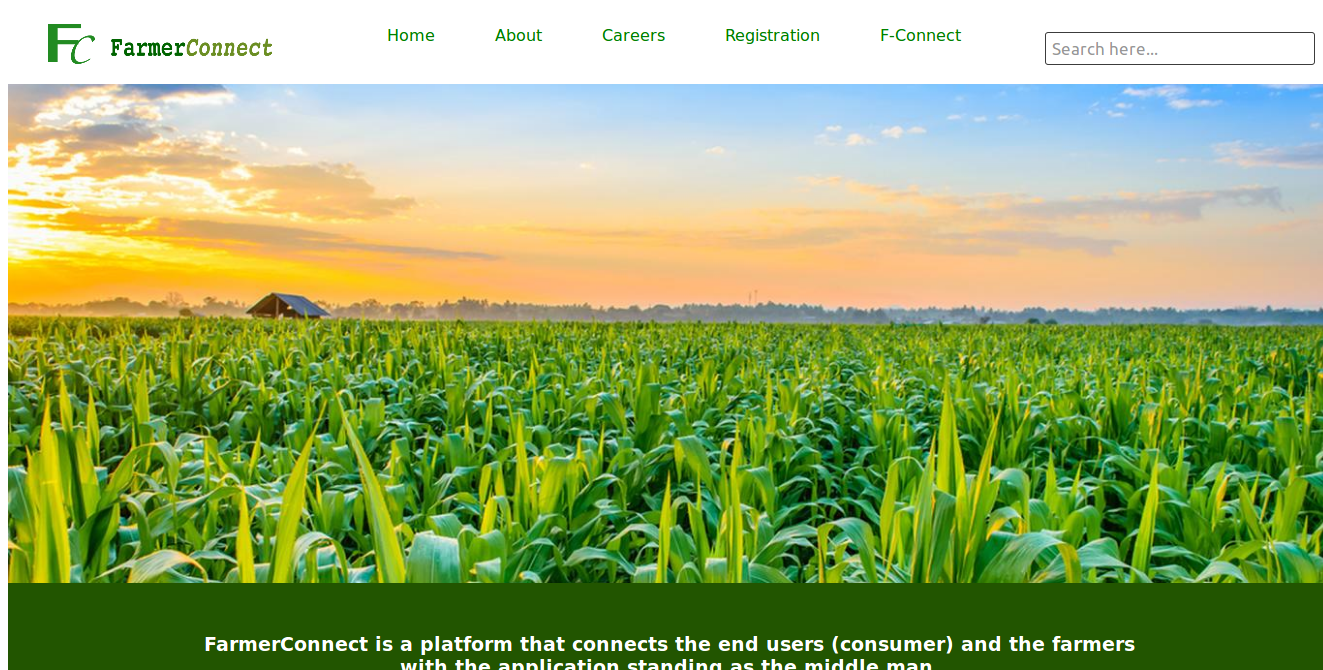 Fc FarmerConnect
Home About Careers Registration F-Connect
Search here...
FarmerConnect is a platform that connects the end users (consumer) and the farmers
with the application standing as the middle man